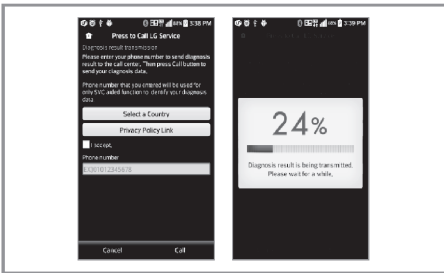 3:38 PM
Press to Call LG Service
Diagnosis result transmission
Please enter your phone number to send diagnosis
result to the call center. Then press Call button to
send your diagnosis data.
Phone number that you entered will be used for
only SVC aided function to identify your diagnosis
data
Select a Country
Privacy Policy Link
I accept.
Phone number
Cancel
Call
3:39 PM
24%
Diagnosis result is being transmitted.
Please wait for a while.